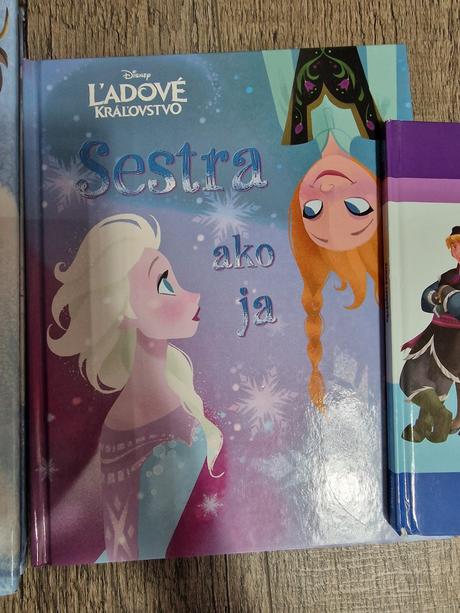 Disney
ĽADOVÉ
KRÁĽOVSTVO
Sestra
ako
ja